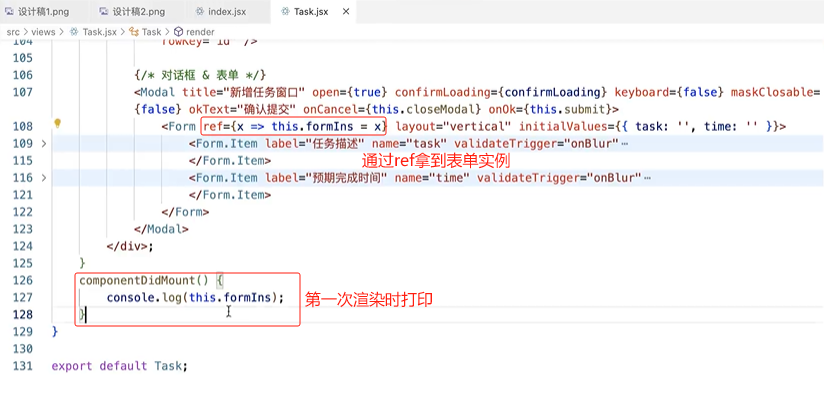 设计稿1.png 设计稿2.png index.jsx Task.jsx ×
src > views > Task.jsx > Task > render
104 rowKey="id" />
105
106 {/* 对话框 & 表单 */}
107 <Modal title="新增任务窗口" open={true} confirmLoading={confirmLoading} keyboard={false} maskClosable=
{false} okText="确认提交" onCancel={this.closeModal} onOk={this.submit}>
108 <Form ref={x => this.formIns = x} layout="vertical" initialValues={{ task: '', time: '' }}>
109 > <Form.Item label="任务描述" name="task" validateTrigger="onBlur"…
115 </Form.Item> 通过ref拿到表单实例
116 > <Form.Item label="预期完成时间" name="time" validateTrigger="onBlur"…
121 </Form.Item>
122 </Form>
123 </Modal>
124 </div>;
125 }
126 componentDidMount() {
127 console.log(this.formIns); 第一次渲染时打印
128 }
129 }
130
131 export default Task;